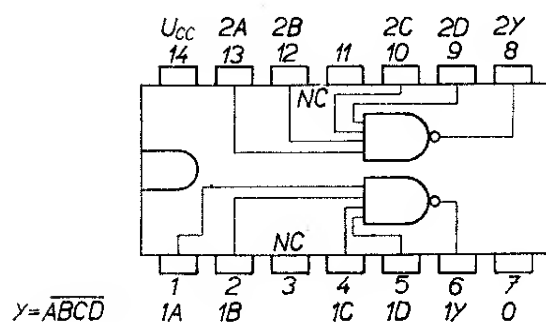 UCC 2A 2B 2C 2D 2Y
14 13 12 11 10 9 8
NC
NC
1 2 3 4 5 6 7
Y=\overline{ABCD} 1A 1B 1C 1D 1Y 0